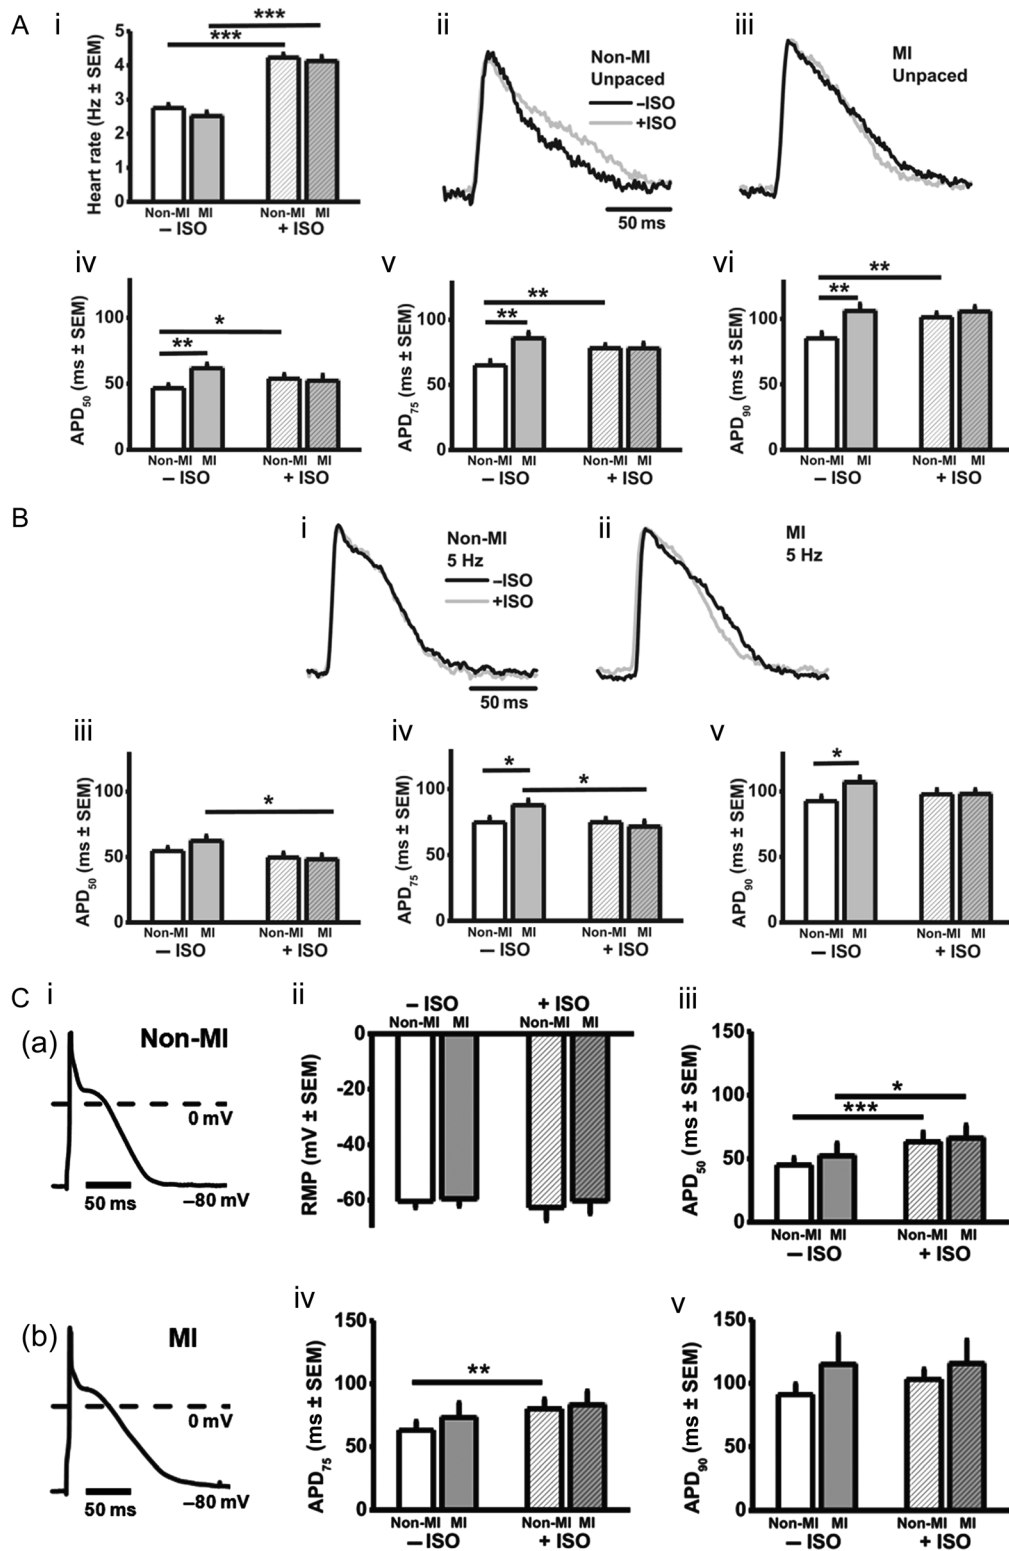 A i
Heart rate (Hz ± SEM)
5
4
3
2
1
0
***
***
Non-MI MI Non-MI MI
– ISO + ISO
ii
Non-MI
Unpaced
–ISO
+ISO
50 ms
iii
MI
Unpaced
iv
APD50 (ms ± SEM)
100
50
0
*
**
Non-MI MI Non-MI MI
– ISO + ISO
v
APD75 (ms ± SEM)
100
50
0
**
**
Non-MI MI Non-MI MI
– ISO + ISO
vi
APD90 (ms ± SEM)
100
50
0
**
**
Non-MI MI Non-MI MI
– ISO + ISO
B
i
Non-MI
5 Hz
–ISO
+ISO
50 ms
ii
MI
5 Hz
iii
APD50 (ms ± SEM)
100
50
0
*
Non-MI MI Non-MI MI
– ISO + ISO
iv
APD75 (ms ± SEM)
100
50
0
*
*
Non-MI MI Non-MI MI
– ISO + ISO
v
APD90 (ms ± SEM)
100
50
0
*
Non-MI MI Non-MI MI
– ISO + ISO
C i
(a)
Non-MI
0 mV
50 ms
–80 mV
ii
– ISO + ISO
Non-MI MI Non-MI MI
RMP (mV ± SEM)
0
-20
-40
-60
iii
APD50 (ms ± SEM)
150
100
50
0
*
***
Non-MI MI Non-MI MI
– ISO + ISO
(b)
MI
0 mV
50 ms
–80 mV
iv
APD75 (ms ± SEM)
150
100
50
0
**
Non-MI MI Non-MI MI
– ISO + ISO
v
APD90 (ms ± SEM)
150
100
50
0
Non-MI MI Non-MI MI
– ISO + ISO